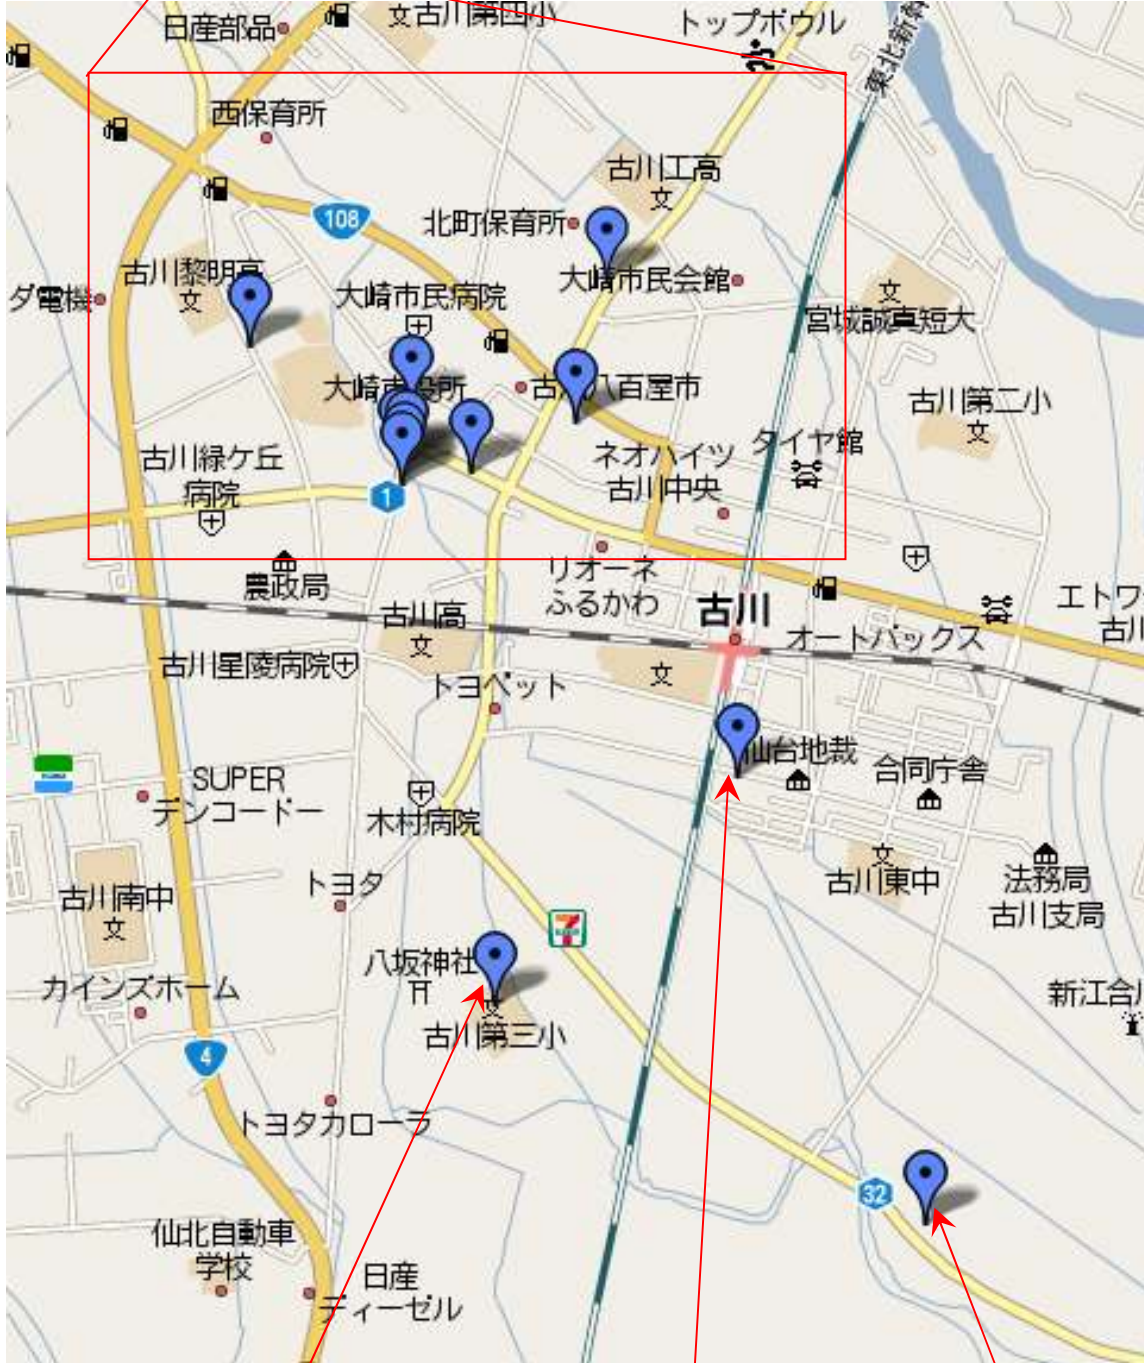 日産部品
古川第四小
トップボウル
東北新幹
西保育所
古川工高
108
北町保育所
古川黎明高
大崎市民会館
ダ電機
大崎市民病院
宮城誠真短大
大崎市役所
古川八百屋市
古川第二小
タイヤ館
古川緑ケ丘
病院
ネオハイツ
古川中央
1
農政局
リオーネ
ふるかわ
古川
エトワ
古川
古川高
オートバックス
古川星陵病院
トヨペット
仙台地裁
合同庁舎
SUPER
デンコードー
木村病院
古川南中
トヨタ
古川東中
法務局
古川支局
7
八坂神社
カインズホーム
新江合川
古川第三小
4
トヨタカローラ
32
仙北自動車
学校
日産
ディーゼル